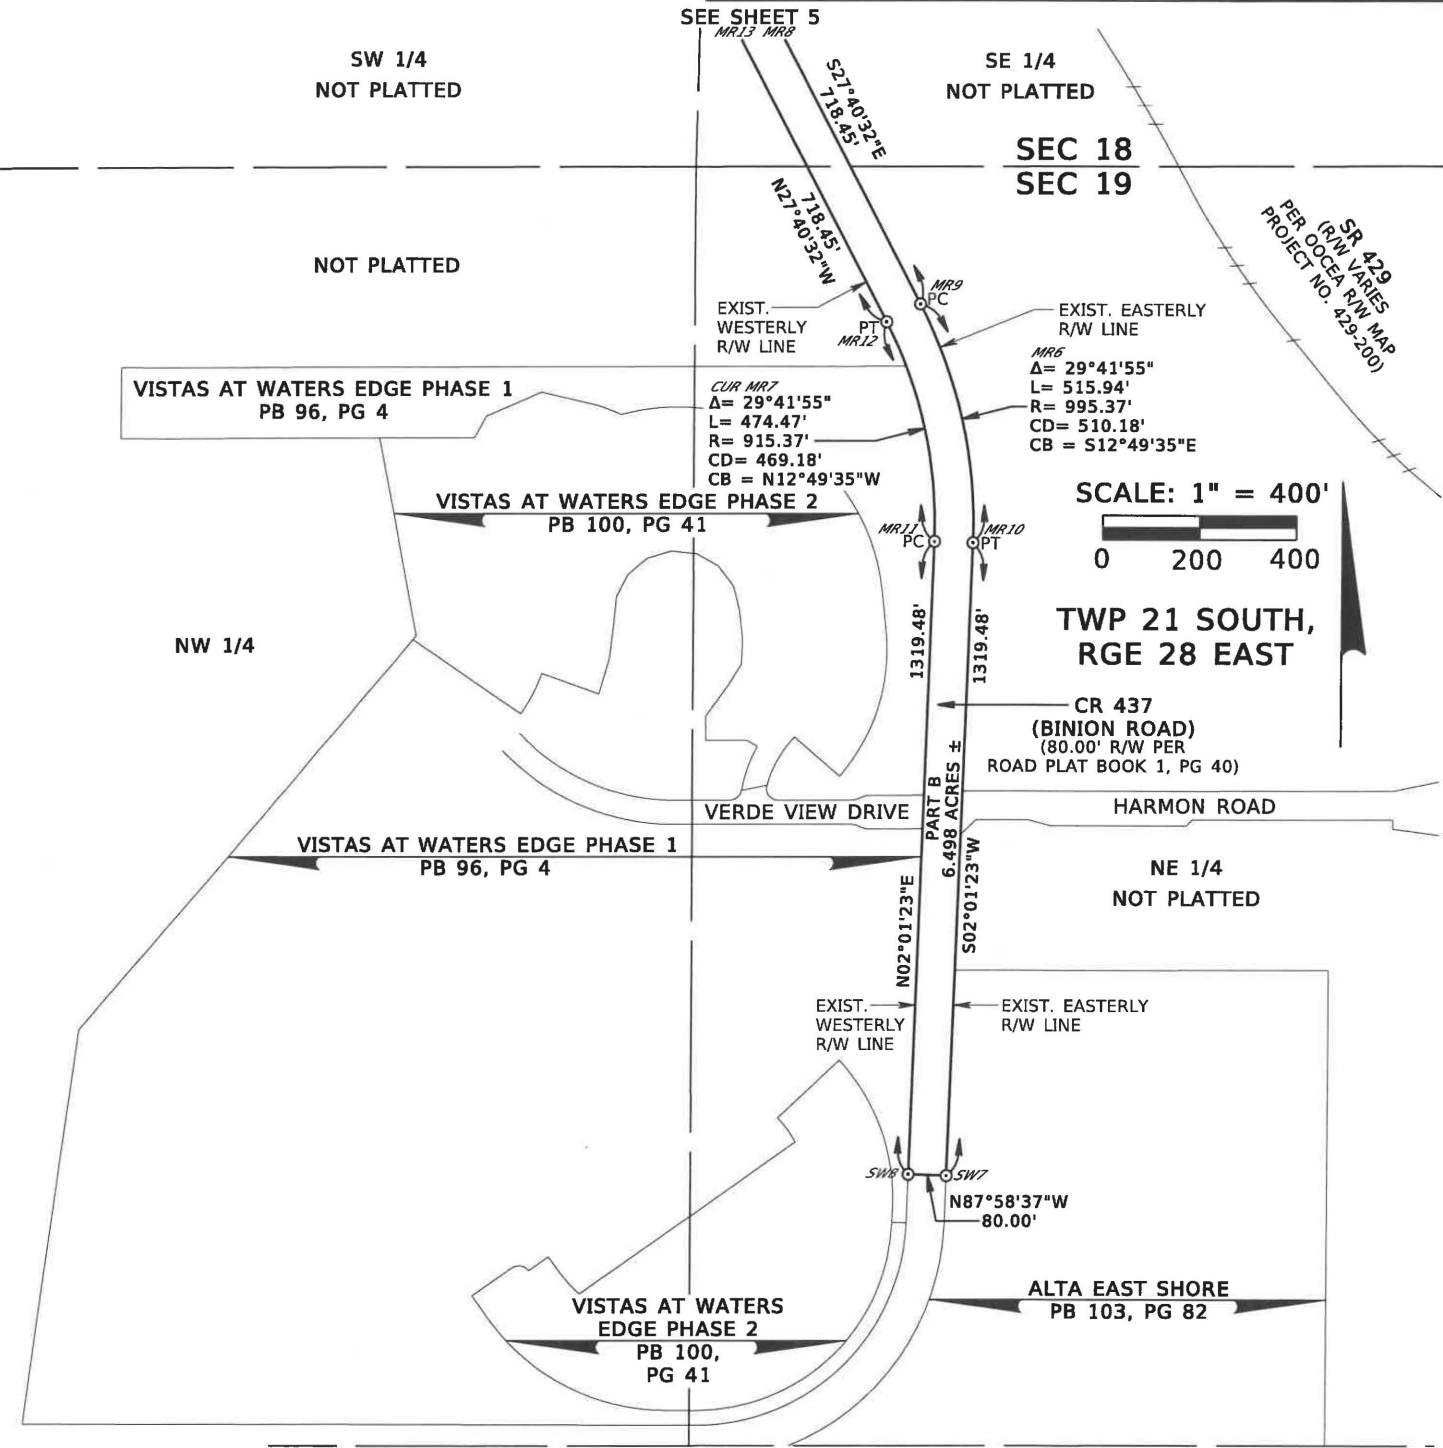 SEE SHEET 5
MR13 MR8
SW 1/4
NOT PLATTED
SE 1/4
NOT PLATTED
S27°40'32"E
718.45'
SEC 18
SEC 19
718.45'
N27°40'32"W
SR 429
(R/W VARIES
PER OOCEA R/W MAP
PROJECT NO. 429-200)
NOT PLATTED
MR9
PC
EXIST.
WESTERLY
R/W LINE
PT
MR12
EXIST. EASTERLY
R/W LINE
MR6
Δ= 29°41'55"
L= 515.94'
R= 995.37'
CD= 510.18'
CB = S12°49'35"E
VISTAS AT WATERS EDGE PHASE 1
PB 96, PG 4
CUR MR7
Δ= 29°41'55"
L= 474.47'
R= 915.37'
CD= 469.18'
CB = N12°49'35"W
VISTAS AT WATERS EDGE PHASE 2
PB 100, PG 41
SCALE: 1" = 400'
0 200 400
MR11
PC
MR10
PT
TWP 21 SOUTH,
RGE 28 EAST
NW 1/4
1319.48'
1319.48'
CR 437
(BINION ROAD)
(80.00' R/W PER
ROAD PLAT BOOK 1, PG 40)
PART B
6.498 ACRES ±
VERDE VIEW DRIVE
HARMON ROAD
VISTAS AT WATERS EDGE PHASE 1
PB 96, PG 4
NE 1/4
NOT PLATTED
N02°01'23"E
S02°01'23"W
EXIST.
WESTERLY
R/W LINE
EXIST. EASTERLY
R/W LINE
SW8
SW7
N87°58'37"W
80.00'
ALTA EAST SHORE
PB 103, PG 82
VISTAS AT WATERS
EDGE PHASE 2
PB 100,
PG 41